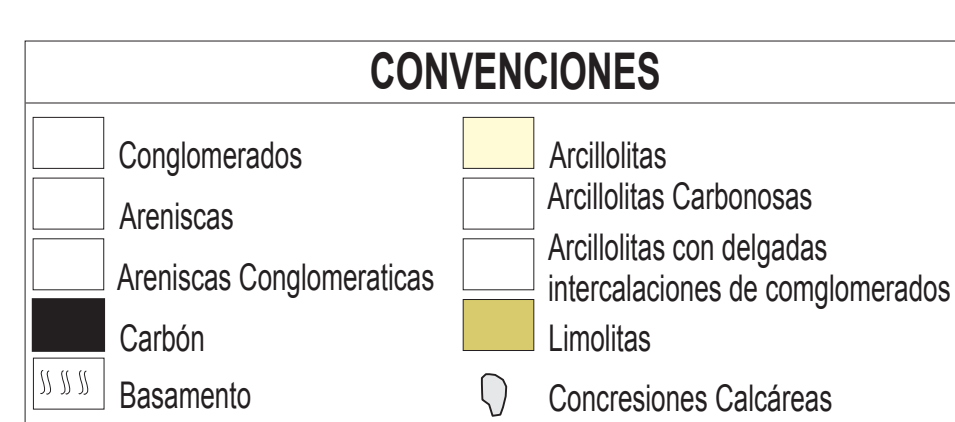 CONVENCIONES
Conglomerados
Areniscas
Areniscas Conglomeraticas
Carbón
Basamento
Arcillolitas
Arcillolitas Carbonosas
Arcillolitas con delgadas
intercalaciones de comglomerados
Limolitas
Concresiones Calcáreas